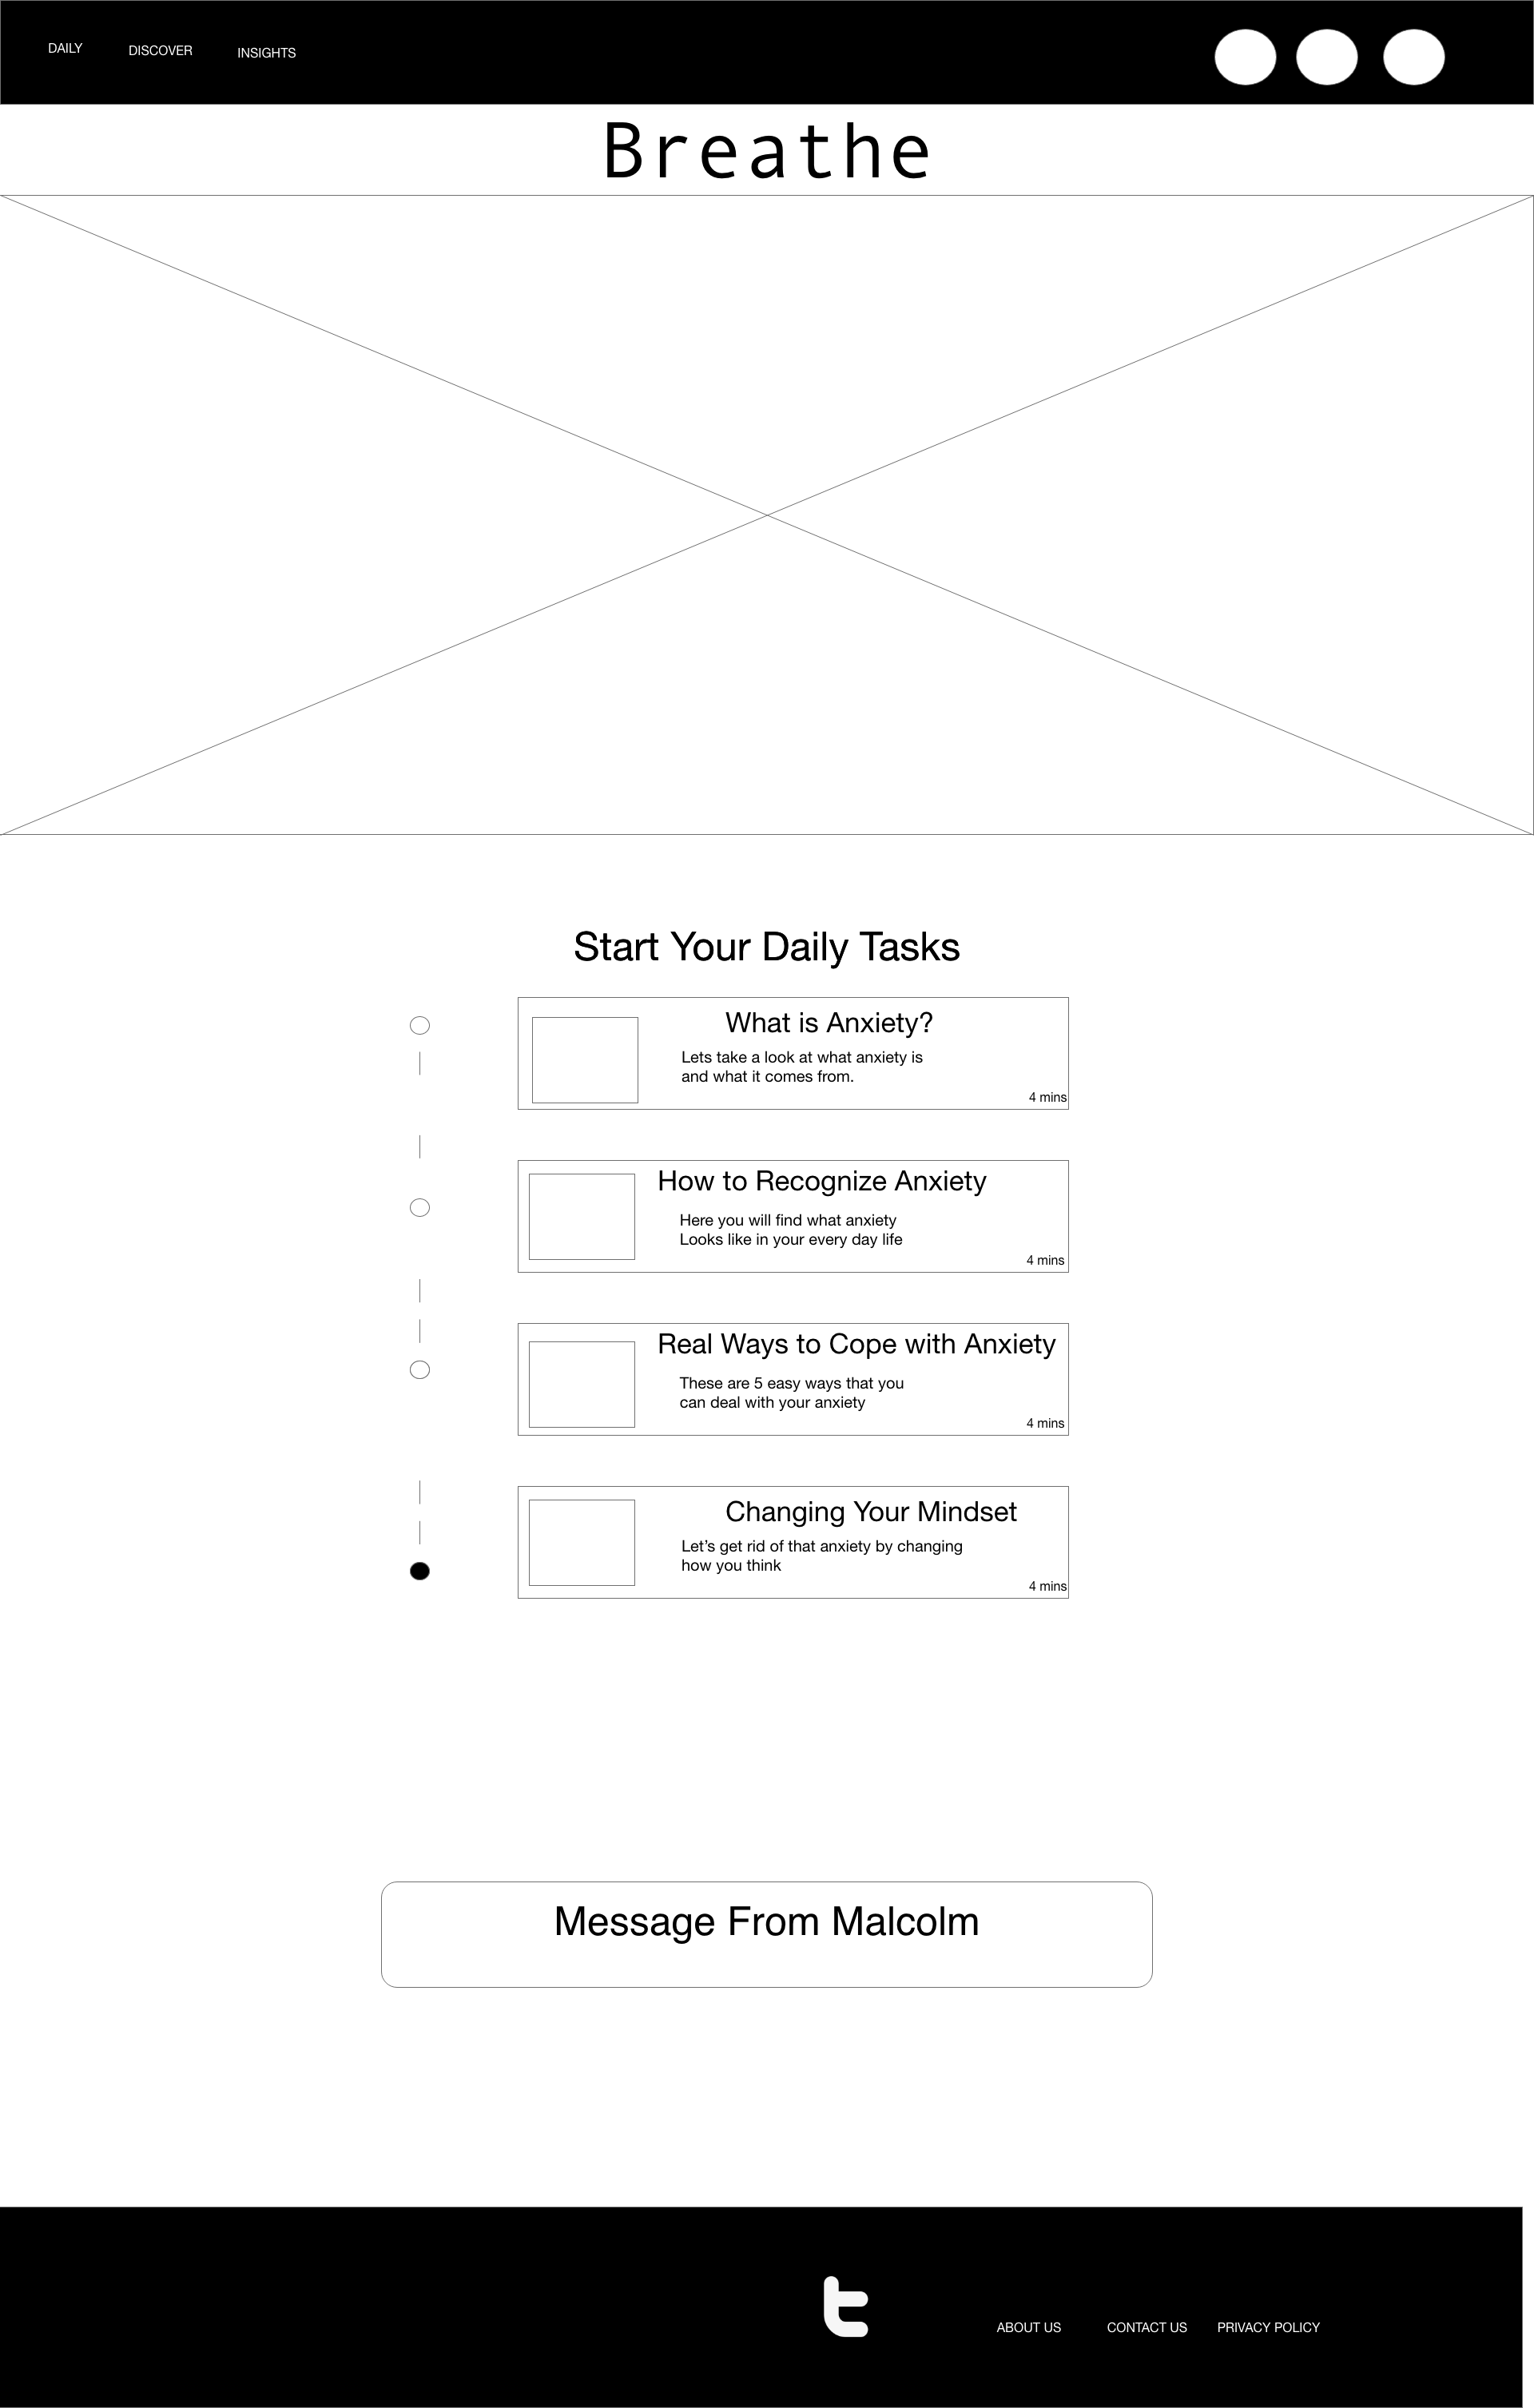 DAILY
DISCOVER
INSIGHTS
Breathe
Start Your Daily Tasks
What is Anxiety?
Lets take a look at what anxiety is
and what it comes from.
4 mins
How to Recognize Anxiety
Here you will find what anxiety
Looks like in your every day life
4 mins
Real Ways to Cope with Anxiety
These are 5 easy ways that you
can deal with your anxiety
4 mins
Changing Your Mindset
Let’s get rid of that anxiety by changing
how you think
4 mins
Message From Malcolm
t
ABOUT US
CONTACT US
PRIVACY POLICY